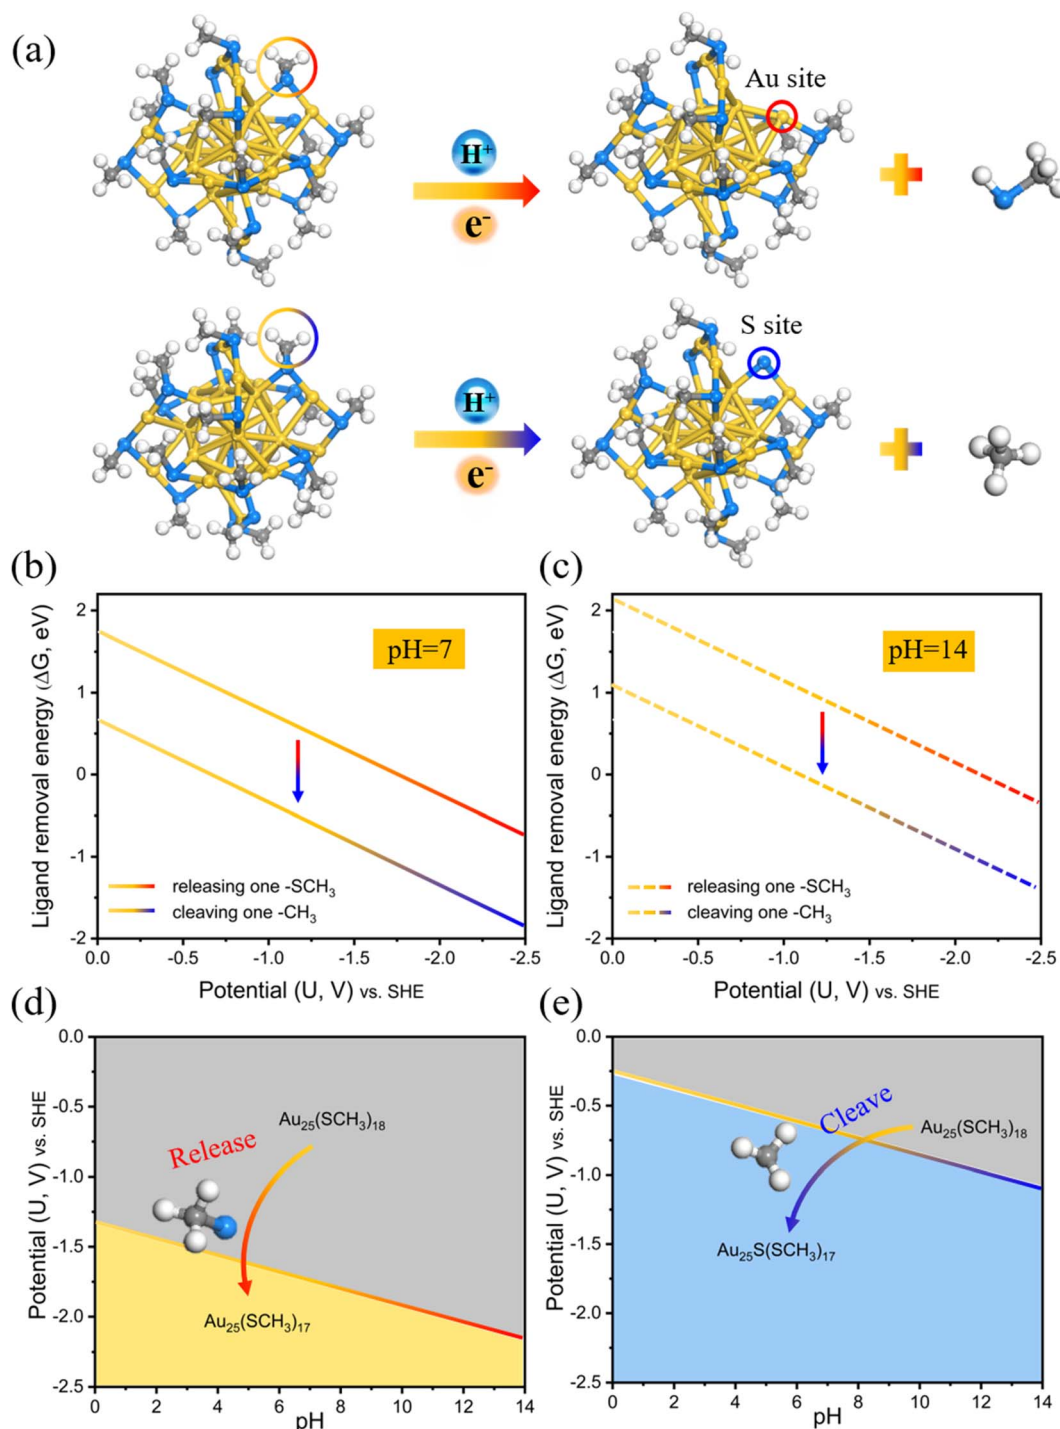 (a)
H⁺
e⁻
Au site
H⁺
e⁻
S site
(b)
Ligand removal energy (ΔG, eV)
2
1
0
-1
-2
pH=7
releasing one -SCH₃
cleaving one -CH₃
0.0 -0.5 -1.0 -1.5 -2.0 -2.5
Potential (U, V) vs. SHE
(c)
Ligand removal energy (ΔG, eV)
2
1
0
-1
-2
pH=14
releasing one -SCH₃
cleaving one -CH₃
0.0 -0.5 -1.0 -1.5 -2.0 -2.5
Potential (U, V) vs. SHE
(d)
Potential (U, V) vs. SHE
0.0
-0.5
-1.0
-1.5
-2.0
-2.5
Au₂₅(SCH₃)₁₈
Release
Au₂₅(SCH₃)₁₇
0 2 4 6 8 10 12 14
pH
(e)
Potential (U, V) vs. SHE
0.0
-0.5
-1.0
-1.5
-2.0
-2.5
Cleave
Au₂₅(SCH₃)₁₈
Au₂₅S(SCH₃)₁₇
0 2 4 6 8 10 12 14
pH